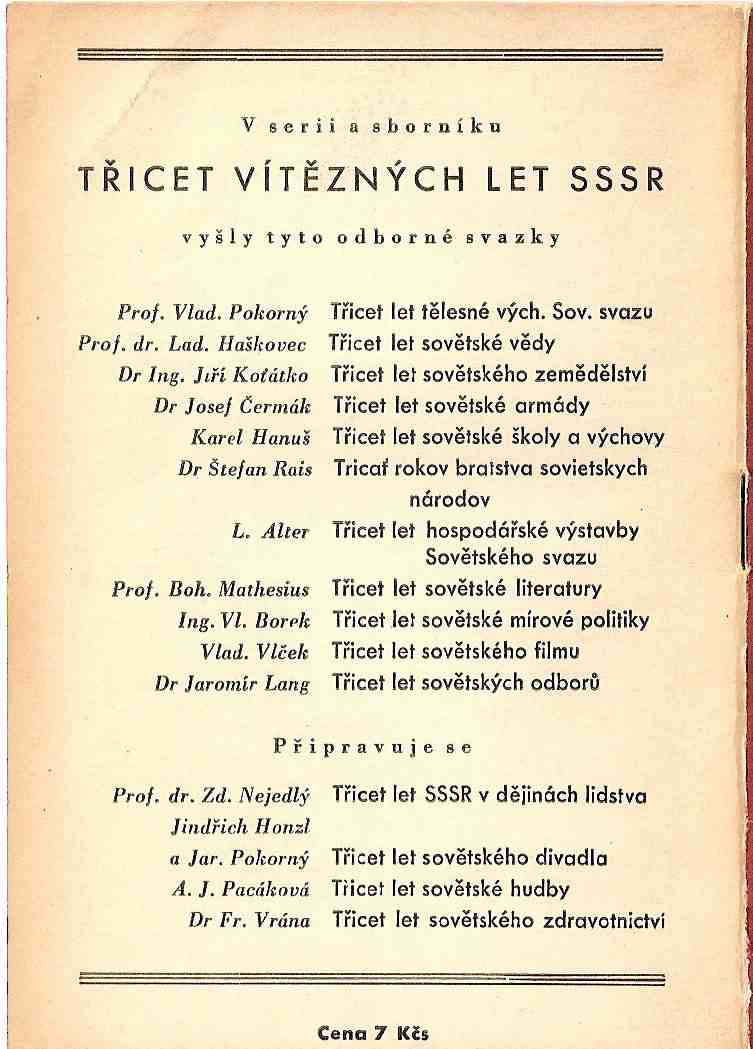 V serii a sborníku
TŘICET VÍTĚZNÝCH LET SSSR
vyšly tyto odborné svazky
Prof. Vlad. Pokorný Třicet let tělesné vých. Sov. svazu
Prof. dr. Lad. Haškovec Třicet let sovětské vědy
Dr Ing. Jiří Koťátko Třicet let sovětského zemědělství
Dr Josef Čermák Třicet let sovětské armády
Karel Hanuš Třicet let sovětské školy a výchovy
Dr Štefan Rais Tricať rokov bratstva sovietskych
národov
L. Alter Třicet let hospodářské výstavby
Sovětského svazu
Prof. Boh. Mathesius Třicet let sovětské literatury
Ing. Vl. Borek Třicet let sovětské mírové politiky
Vlad. Vlček Třicet let sovětského filmu
Dr Jaromír Lang Třicet let sovětských odborů
Připravuje se
Prof. dr. Zd. Nejedlý Třicet let SSSR v dějinách lidstva
Jindřich Honzl
a Jar. Pokorný Třicet let sovětského divadla
A. J. Pacáková Třicet let sovětské hudby
Dr Fr. Vrána Třicet let sovětského zdravotnictví
Cena 7 Kčs